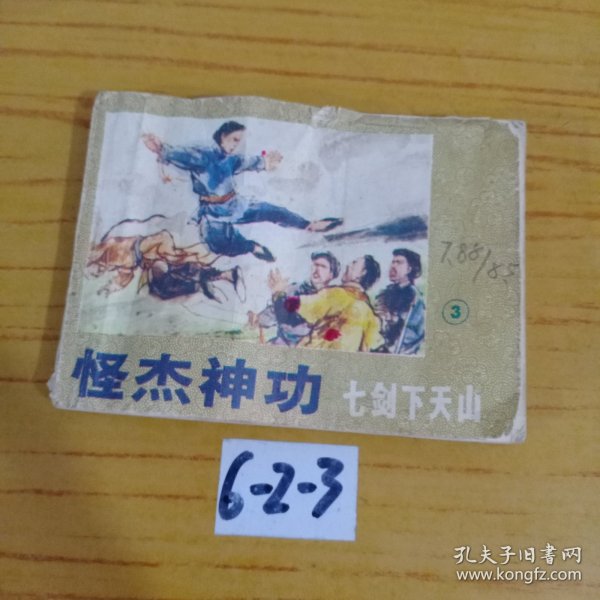 7.88/85.
3
怪杰神功
七剑下天山
6-2-3
孔夫子旧书网
www.kongfz.com